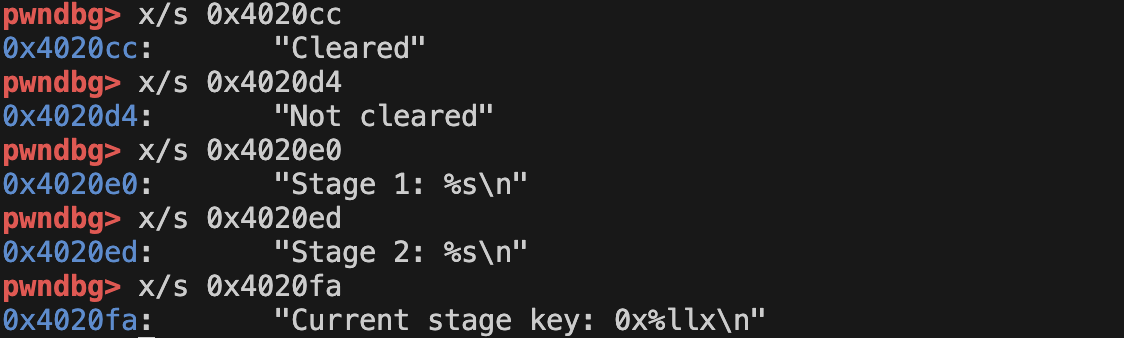 pwndbg> x/s 0x4020cc
0x4020cc:       "Cleared"
pwndbg> x/s 0x4020d4
0x4020d4:       "Not cleared"
pwndbg> x/s 0x4020e0
0x4020e0:       "Stage 1: %s\n"
pwndbg> x/s 0x4020ed
0x4020ed:       "Stage 2: %s\n"
pwndbg> x/s 0x4020fa
0x4020fa:       "Current stage key: 0x%llx\n"